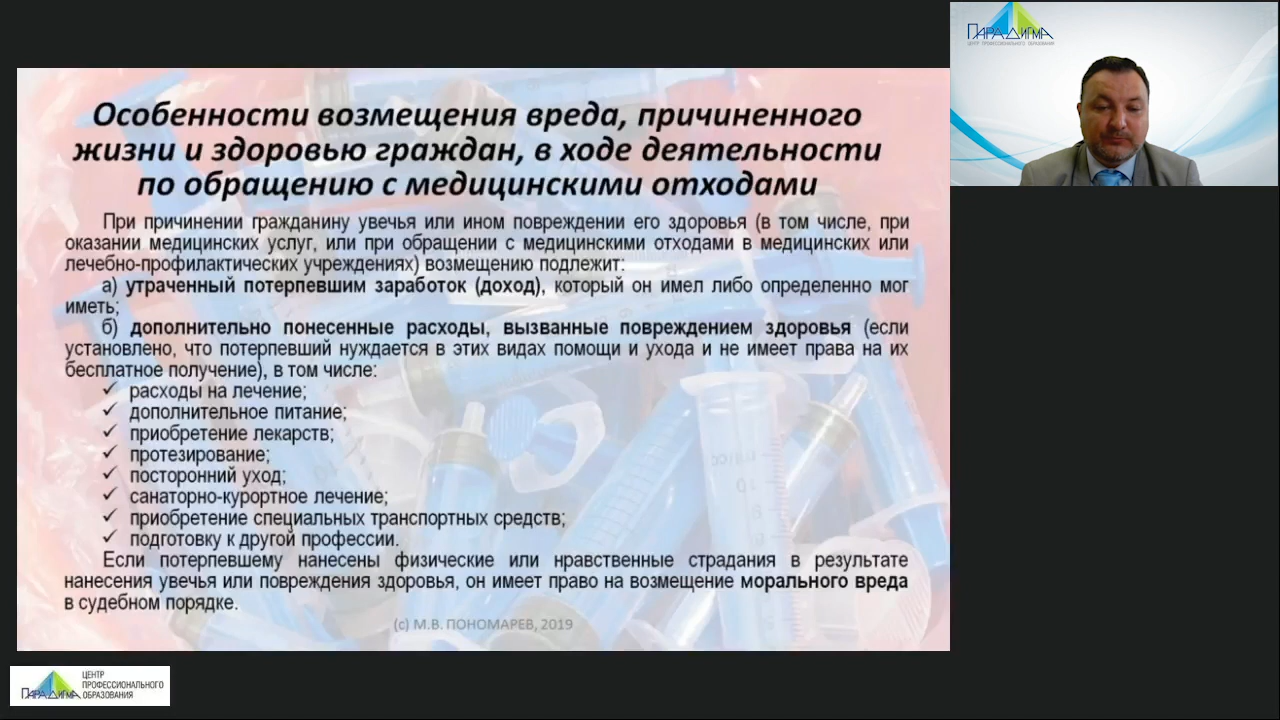 Особенности возмещения вреда, причиненного
жизни и здоровью граждан, в ходе деятельности
по обращению с медицинскими отходами
При причинении гражданину увечья или ином повреждении его здоровья (в том числе, при
оказании медицинских услуг, или при обращении с медицинскими отходами в медицинских или
лечебно-профилактических учреждениях) возмещению подлежит:
а) утраченный потерпевшим заработок (доход), который он имел либо определенно мог
иметь;
б) дополнительно понесенные расходы, вызванные повреждением здоровья (если
установлено, что потерпевший нуждается в этих видах помощи и ухода и не имеет права на их
бесплатное получение), в том числе:
✓ расходы на лечение;
✓ дополнительное питание;
✓ приобретение лекарств;
✓ протезирование;
✓ посторонний уход;
✓ санаторно-курортное лечение;
✓ приобретение специальных транспортных средств;
✓ подготовку к другой профессии.
Если потерпевшему нанесены физические или нравственные страдания в результате
нанесения увечья или повреждения здоровья, он имеет право на возмещение морального вреда
в судебном порядке.
(с) М.В. ПОНОМАРЕВ, 2019
ПАРАДИГМА
ЦЕНТР ПРОФЕССИОНАЛЬНОГО ОБРАЗОВАНИЯ
ПАРАДИГМА
ЦЕНТР
ПРОФЕССИОНАЛЬНОГО
ОБРАЗОВАНИЯ